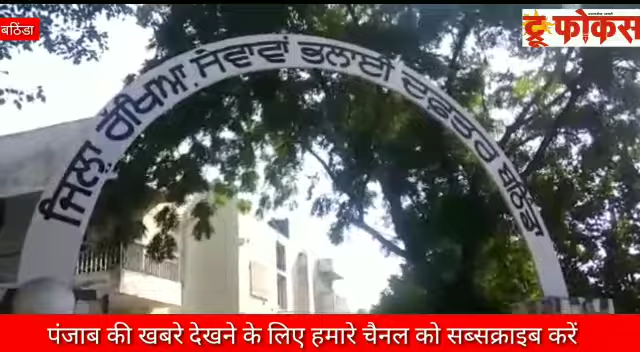 बठिंडा
ट्रू फोकस
ਜਿਲ੍ਹਾ ਰੱਖਿਆ ਸੇਵਾਵਾਂ ਭਲਾਈ ਦਫ਼ਤਰ ਬਠਿੰਡਾ
पंजाब की खबरे देखने के लिए हमारे चैनल को सब्सक्राइब करें